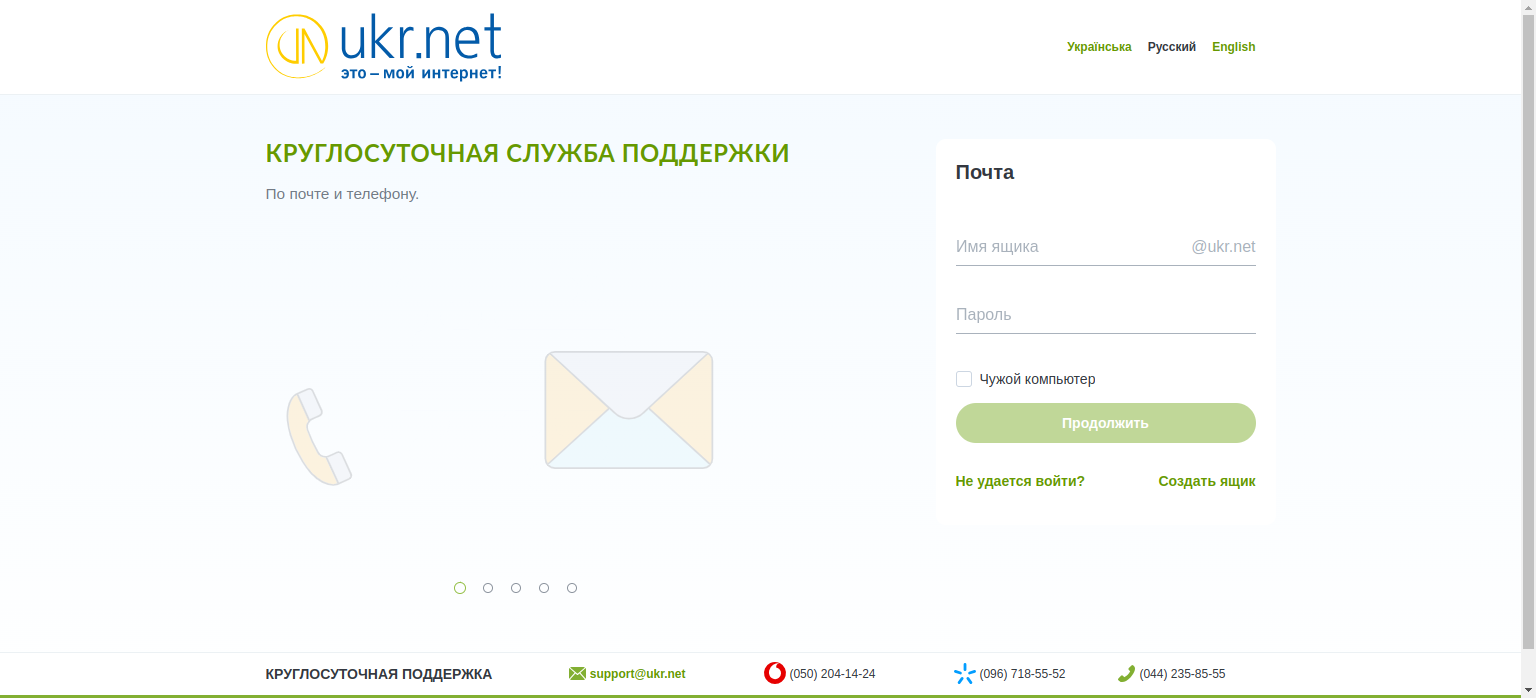 ukr.net
это – мой интернет!
Українська Русский English
КРУГЛОСУТОЧНАЯ СЛУЖБА ПОДДЕРЖКИ
По почте и телефону.
Почта
Имя ящика @ukr.net
Пароль
Чужой компьютер
Продолжить
Не удается войти? Создать ящик
КРУГЛОСУТОЧНАЯ ПОДДЕРЖКА support@ukr.net (050) 204-14-24 (096) 718-55-52 (044) 235-85-55